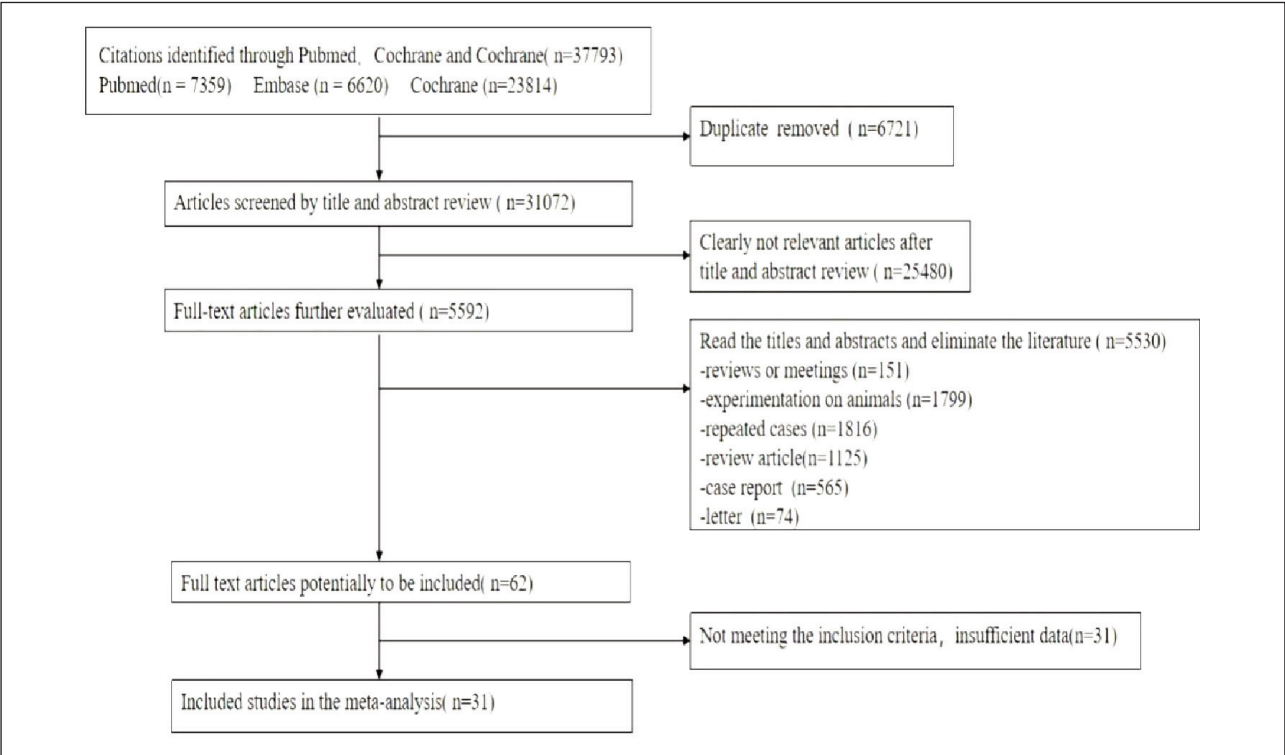 Citations identified through Pubmed, Cochrane and Cochrane( n=37793)
Pubmed(n = 7359) Embase (n = 6620) Cochrane (n=23814)
Duplicate removed ( n=6721)
Articles screened by title and abstract review ( n=31072)
Clearly not relevant articles after
title and abstract review ( n=25480)
Full-text articles further evaluated ( n=5592)
Read the titles and abstracts and eliminate the literature ( n=5530)
-reviews or meetings (n=151)
-experimentation on animals (n=1799)
-repeated cases (n=1816)
-review article(n=1125)
-case report (n=565)
-letter (n=74)
Full text articles potentially to be included( n=62)
Not meeting the inclusion criteria, insufficient data(n=31)
Included studies in the meta-analysis( n=31)